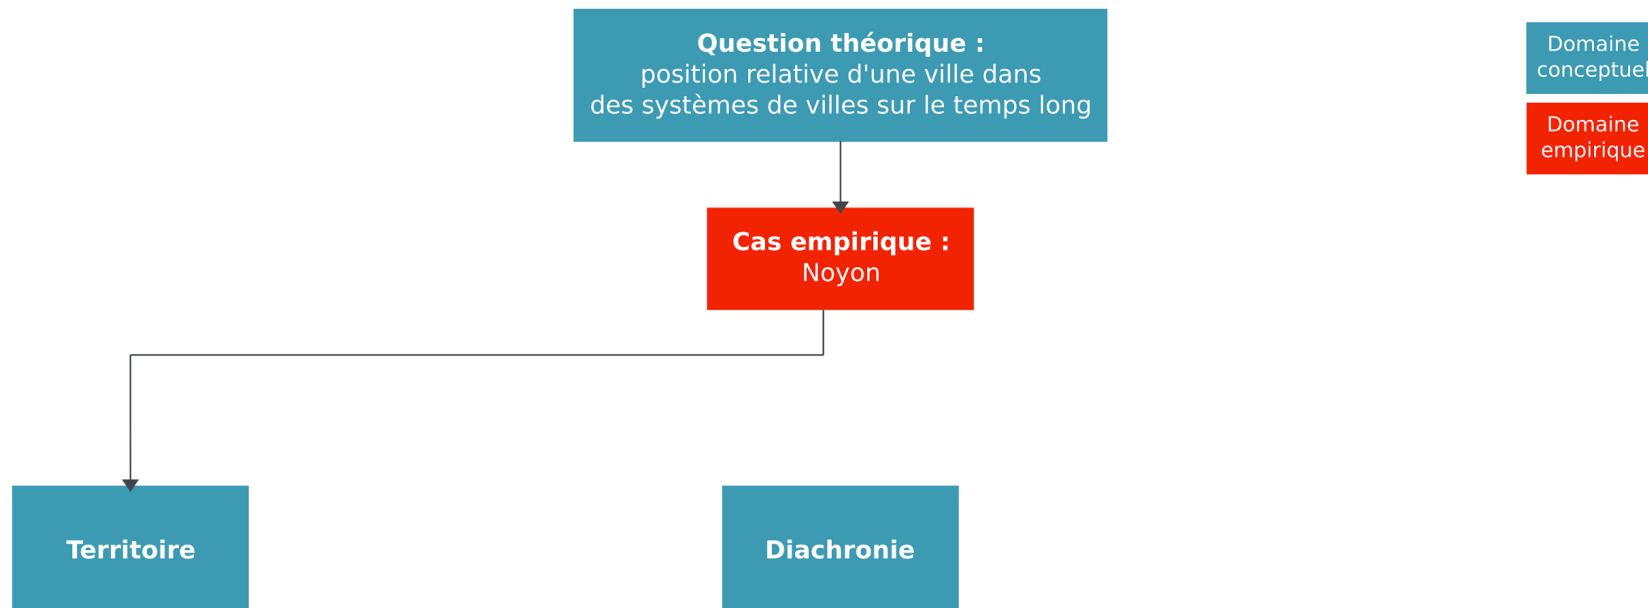 Question théorique :
position relative d'une ville dans
des systèmes de villes sur le temps long
Domaine
conceptuel
Domaine
empirique
Cas empirique :
Noyon
Territoire
Diachronie